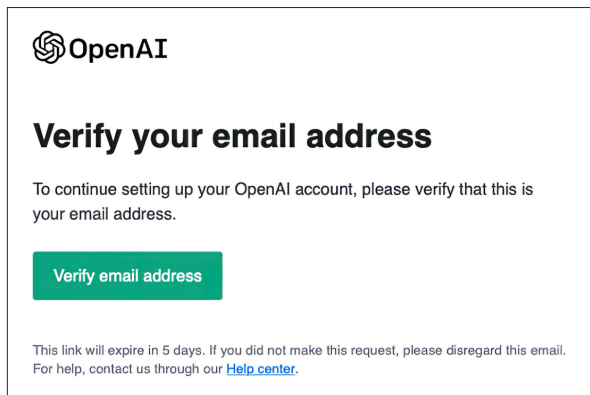 OpenAI
Verify your email address
To continue setting up your OpenAI account, please verify that this is
your email address.
Verify email address
This link will expire in 5 days. If you did not make this request, please disregard this email.
For help, contact us through our Help center.